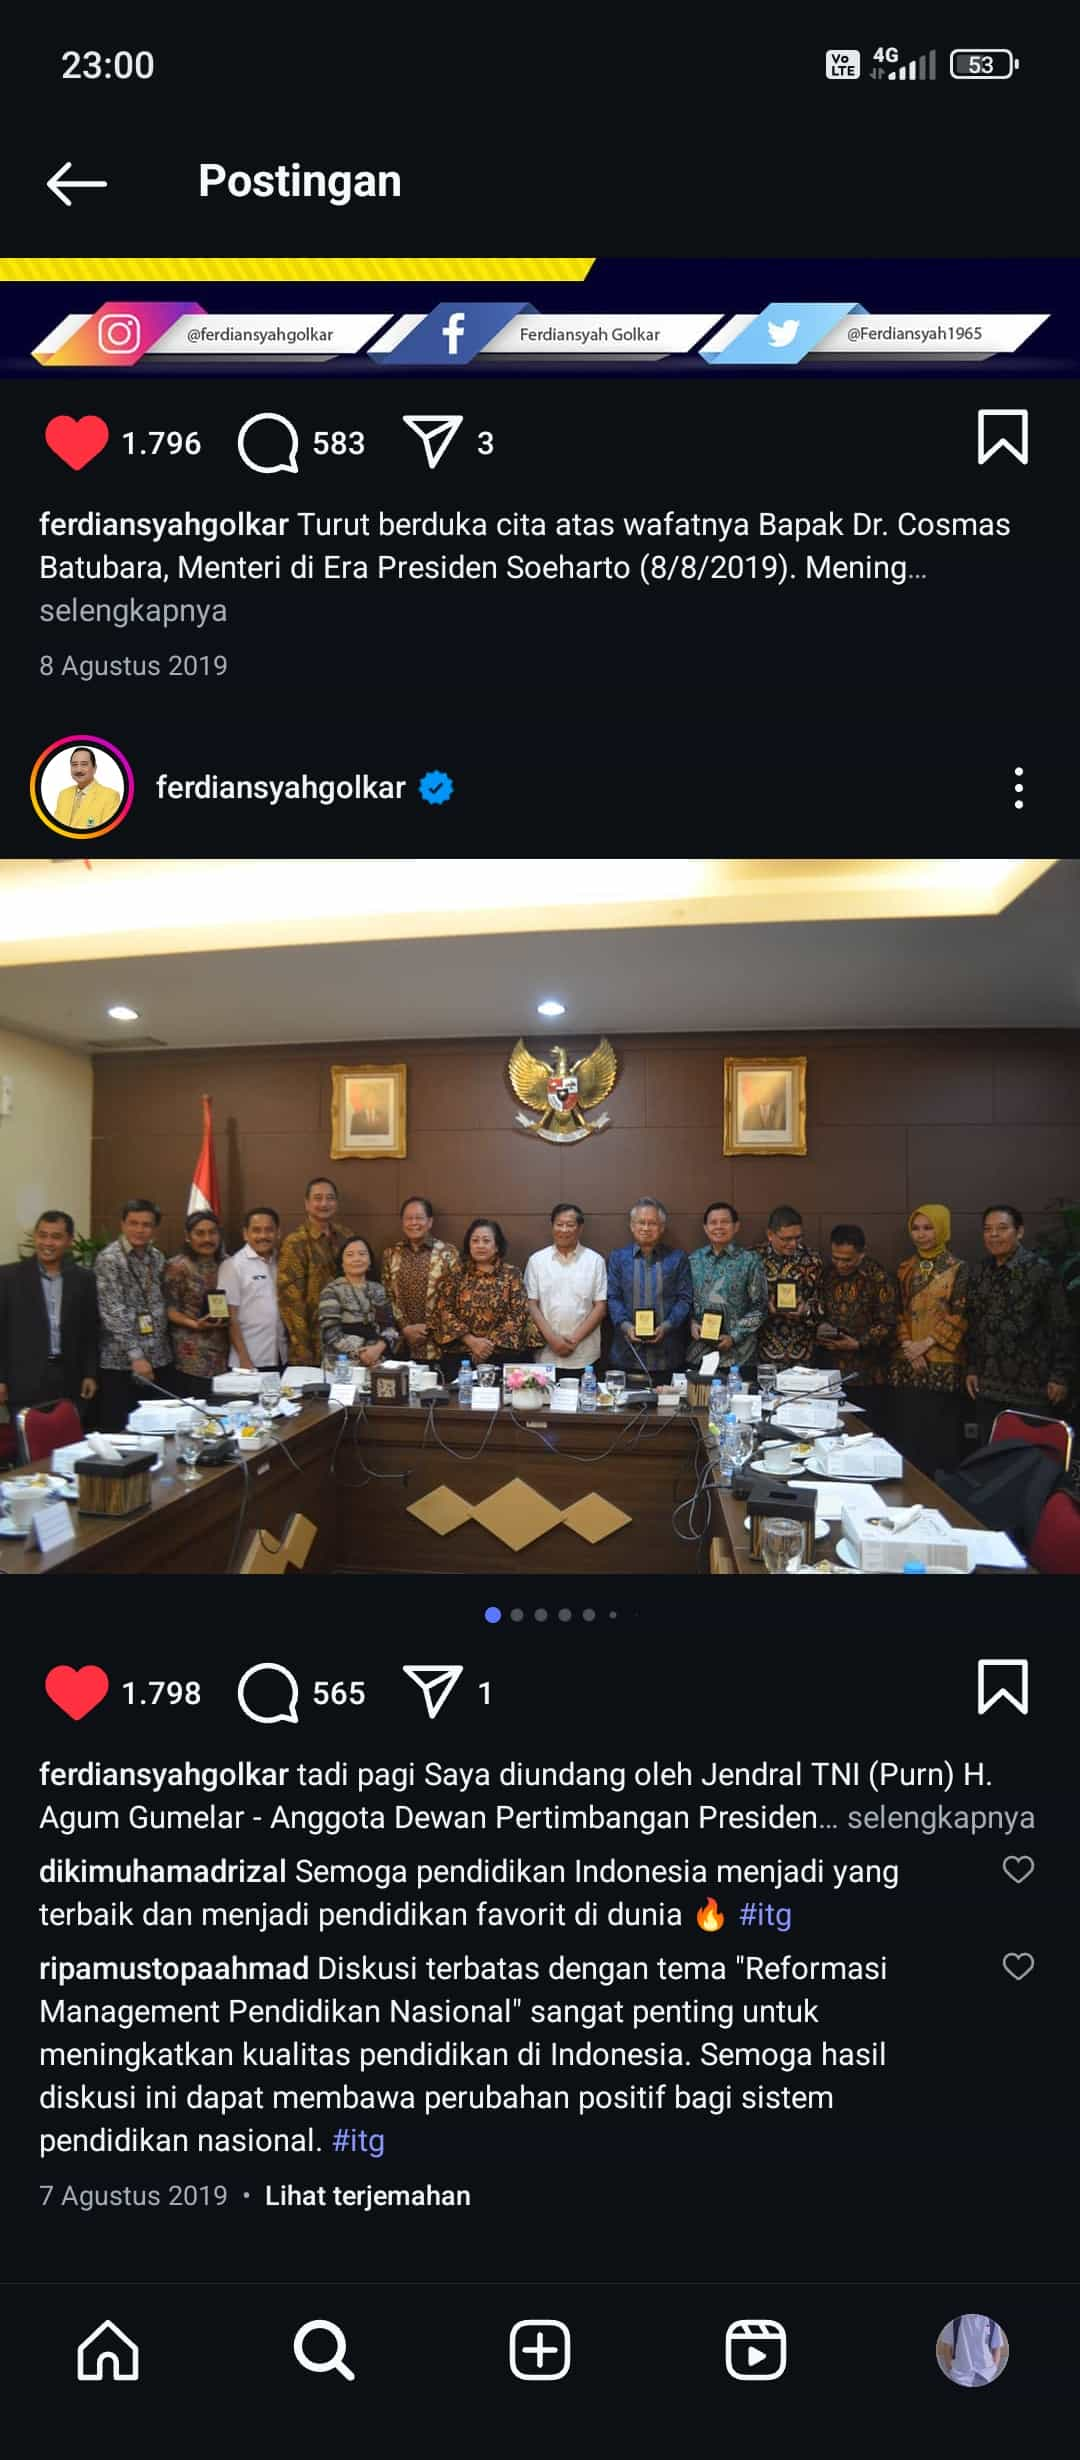 23:00
Vo
LTE
4G
53
Postingan
@ferdiansyahgolkar
Ferdiansyah Golkar
@Ferdiansyah1965
1.796
583
3
ferdiansyahgolkar Turut berduka cita atas wafatnya Bapak Dr. Cosmas
Batubara, Menteri di Era Presiden Soeharto (8/8/2019). Mening...
selengkapnya
8 Agustus 2019
ferdiansyahgolkar
1.798
565
1
ferdiansyahgolkar tadi pagi Saya diundang oleh Jendral TNI (Purn) H.
Agum Gumelar - Anggota Dewan Pertimbangan Presiden... selengkapnya
dikimuhamadrizal Semoga pendidikan Indonesia menjadi yang
terbaik dan menjadi pendidikan favorit di dunia 🔥 #itg
ripamustopaahmad Diskusi terbatas dengan tema "Reformasi
Management Pendidikan Nasional" sangat penting untuk
meningkatkan kualitas pendidikan di Indonesia. Semoga hasil
diskusi ini dapat membawa perubahan positif bagi sistem
pendidikan nasional. #itg
7 Agustus 2019 • Lihat terjemahan